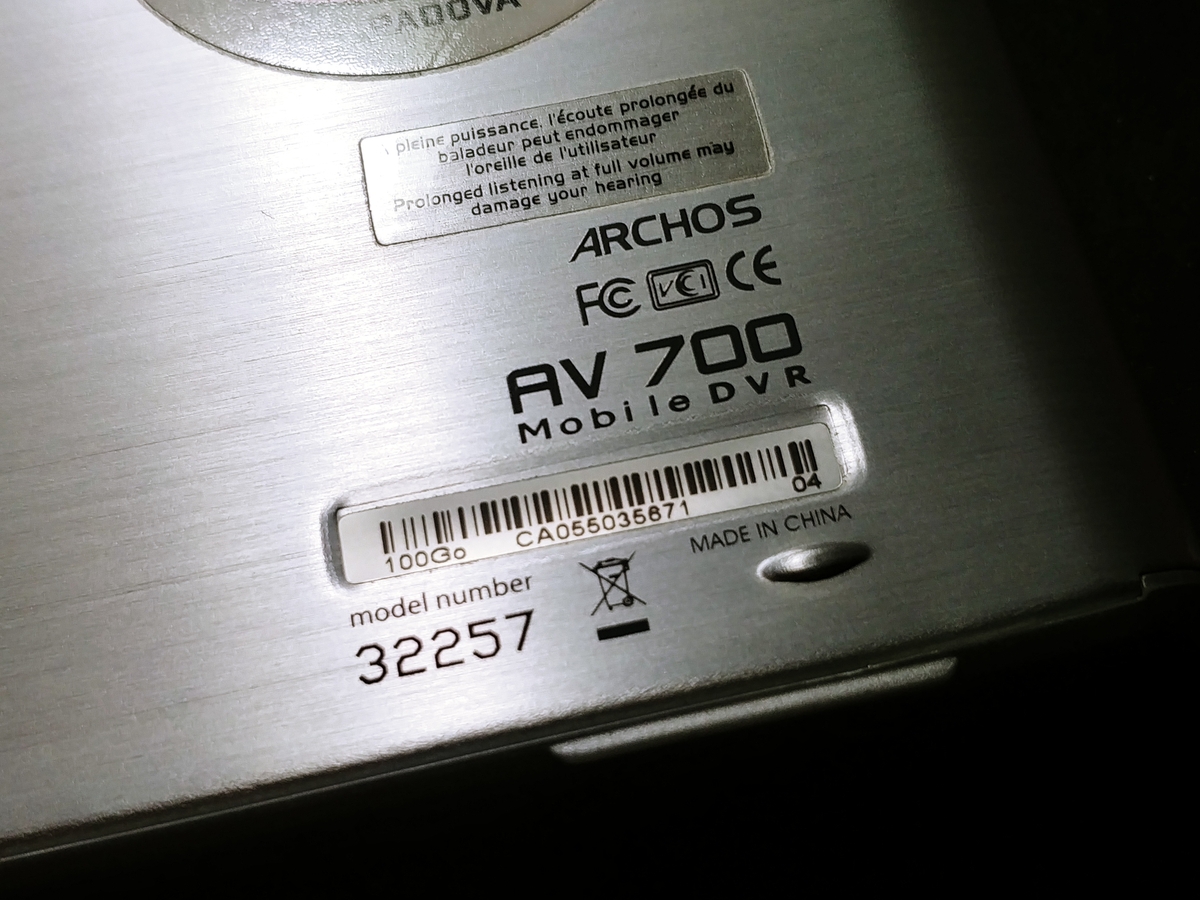 PADOVA
pleine puissance, l'écoute prolongée du
baladeur peut endommager
l'oreille de l'utilisateur
Prolonged listening at full volume may
damage your hearing
ARCHOS
FC VCI CE
AV 700
Mobile DVR
04
100Go CA055035671
MADE IN CHINA
model number
32257